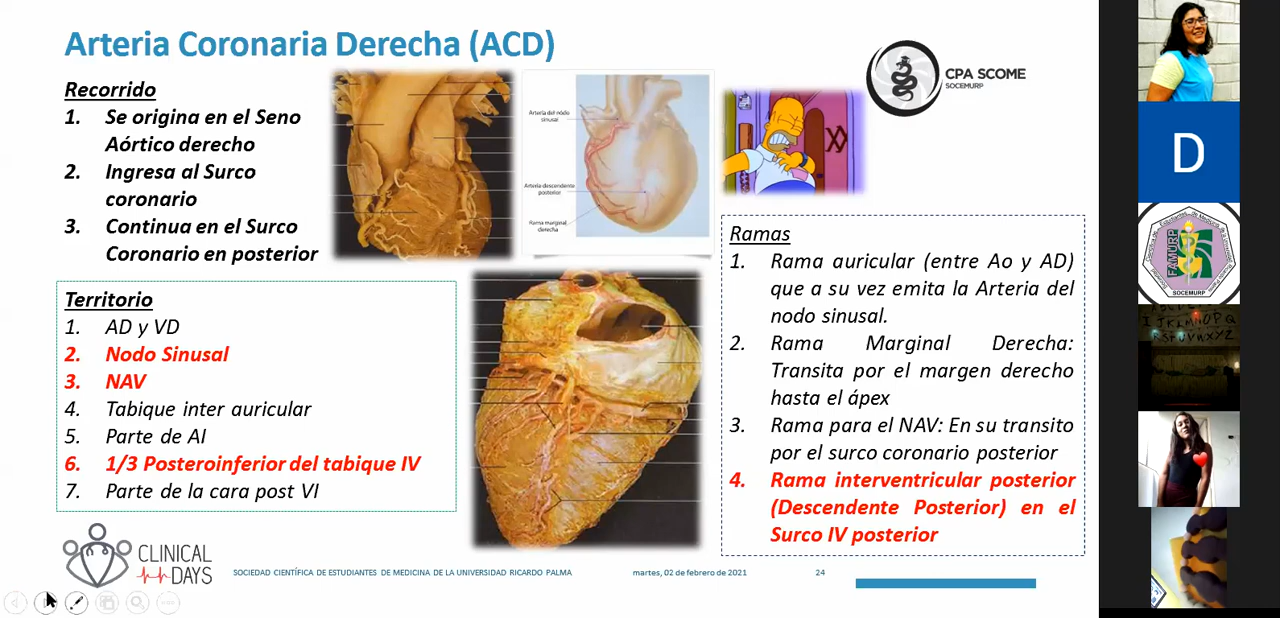 Arteria Coronaria Derecha (ACD)
Recorrido
1. Se origina en el Seno
Aórtico derecho
2. Ingresa al Surco
coronario
3. Continua en el Surco
Coronario en posterior
Arteria del nodo
sinusal
Arteria descendente
posterior
Rama marginal
derecha
CPA SCOME
SOCEMURP
Territorio
1. AD y VD
2. Nodo Sinusal
3. NAV
4. Tabique inter auricular
5. Parte de AI
6. 1/3 Posteroinferior del tabique IV
7. Parte de la cara post VI
Ramas
1. Rama auricular (entre Ao y AD)
que a su vez emita la Arteria del
nodo sinusal.
2. Rama Marginal Derecha:
Transita por el margen derecho
hasta el ápex
3. Rama para el NAV: En su transito
por el surco coronario posterior
4. Rama interventricular posterior
(Descendente Posterior) en el
Surco IV posterior
CLINICAL
DAYS
SOCIEDAD CIENTÍFICA DE ESTUDIANTES DE MEDICINA DE LA UNIVERSIDAD RICARDO PALMA
martes, 02 de febrero de 2021
24
D
FAMURP
SOCEMURP